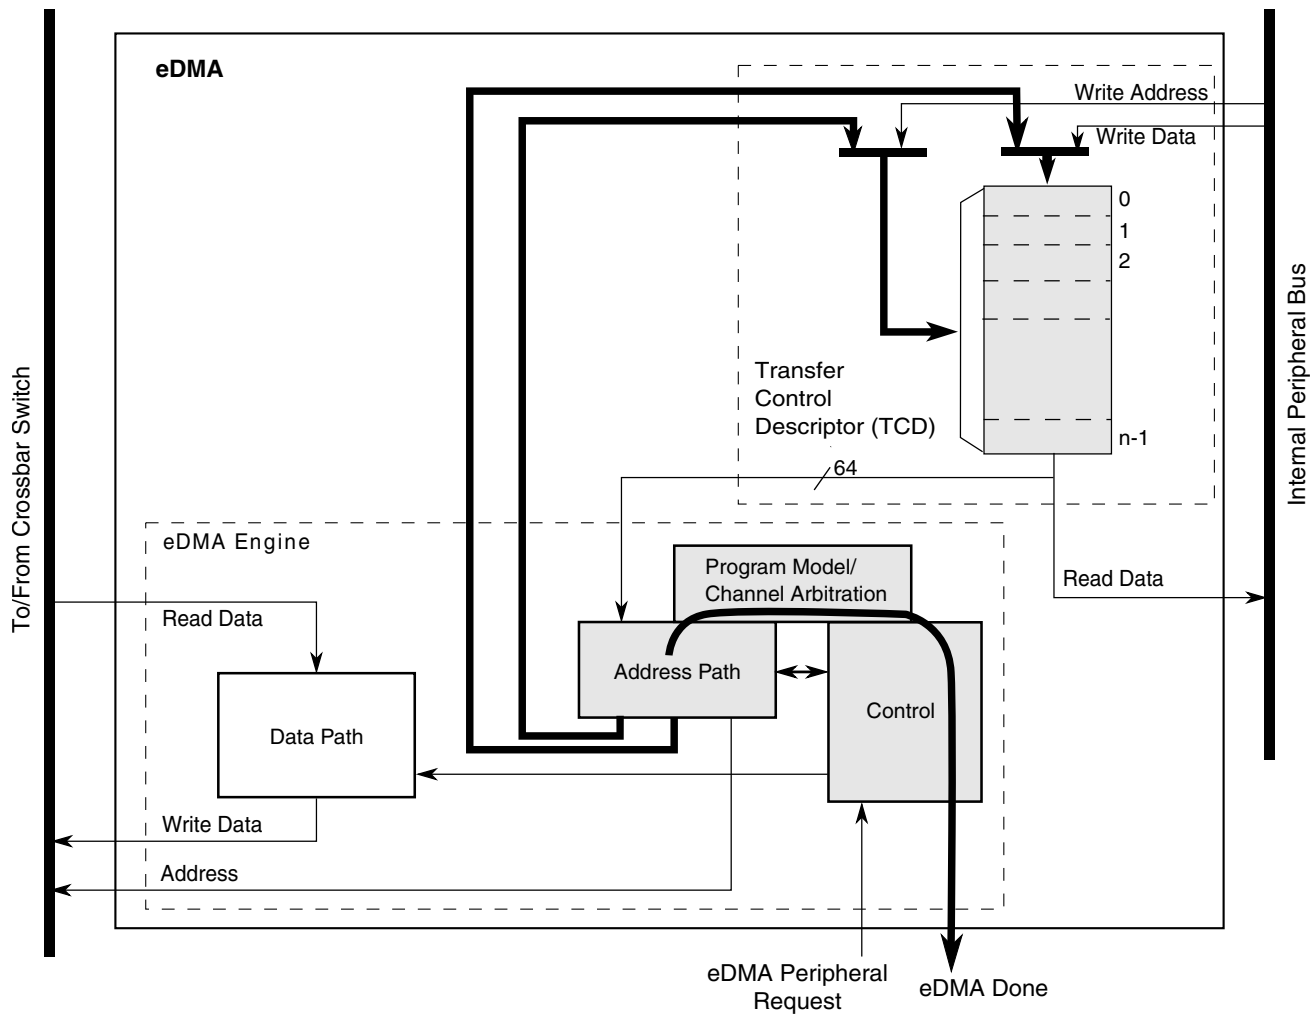 eDMA
Write Address
Write Data
0
1
2
n-1
Transfer
Control
Descriptor (TCD)
64
To/From Crossbar Switch
Internal Peripheral Bus
eDMA Engine
Program Model/
Channel Arbitration
Read Data
Read Data
Address Path
Control
Data Path
Write Data
Address
eDMA Peripheral
Request
eDMA Done